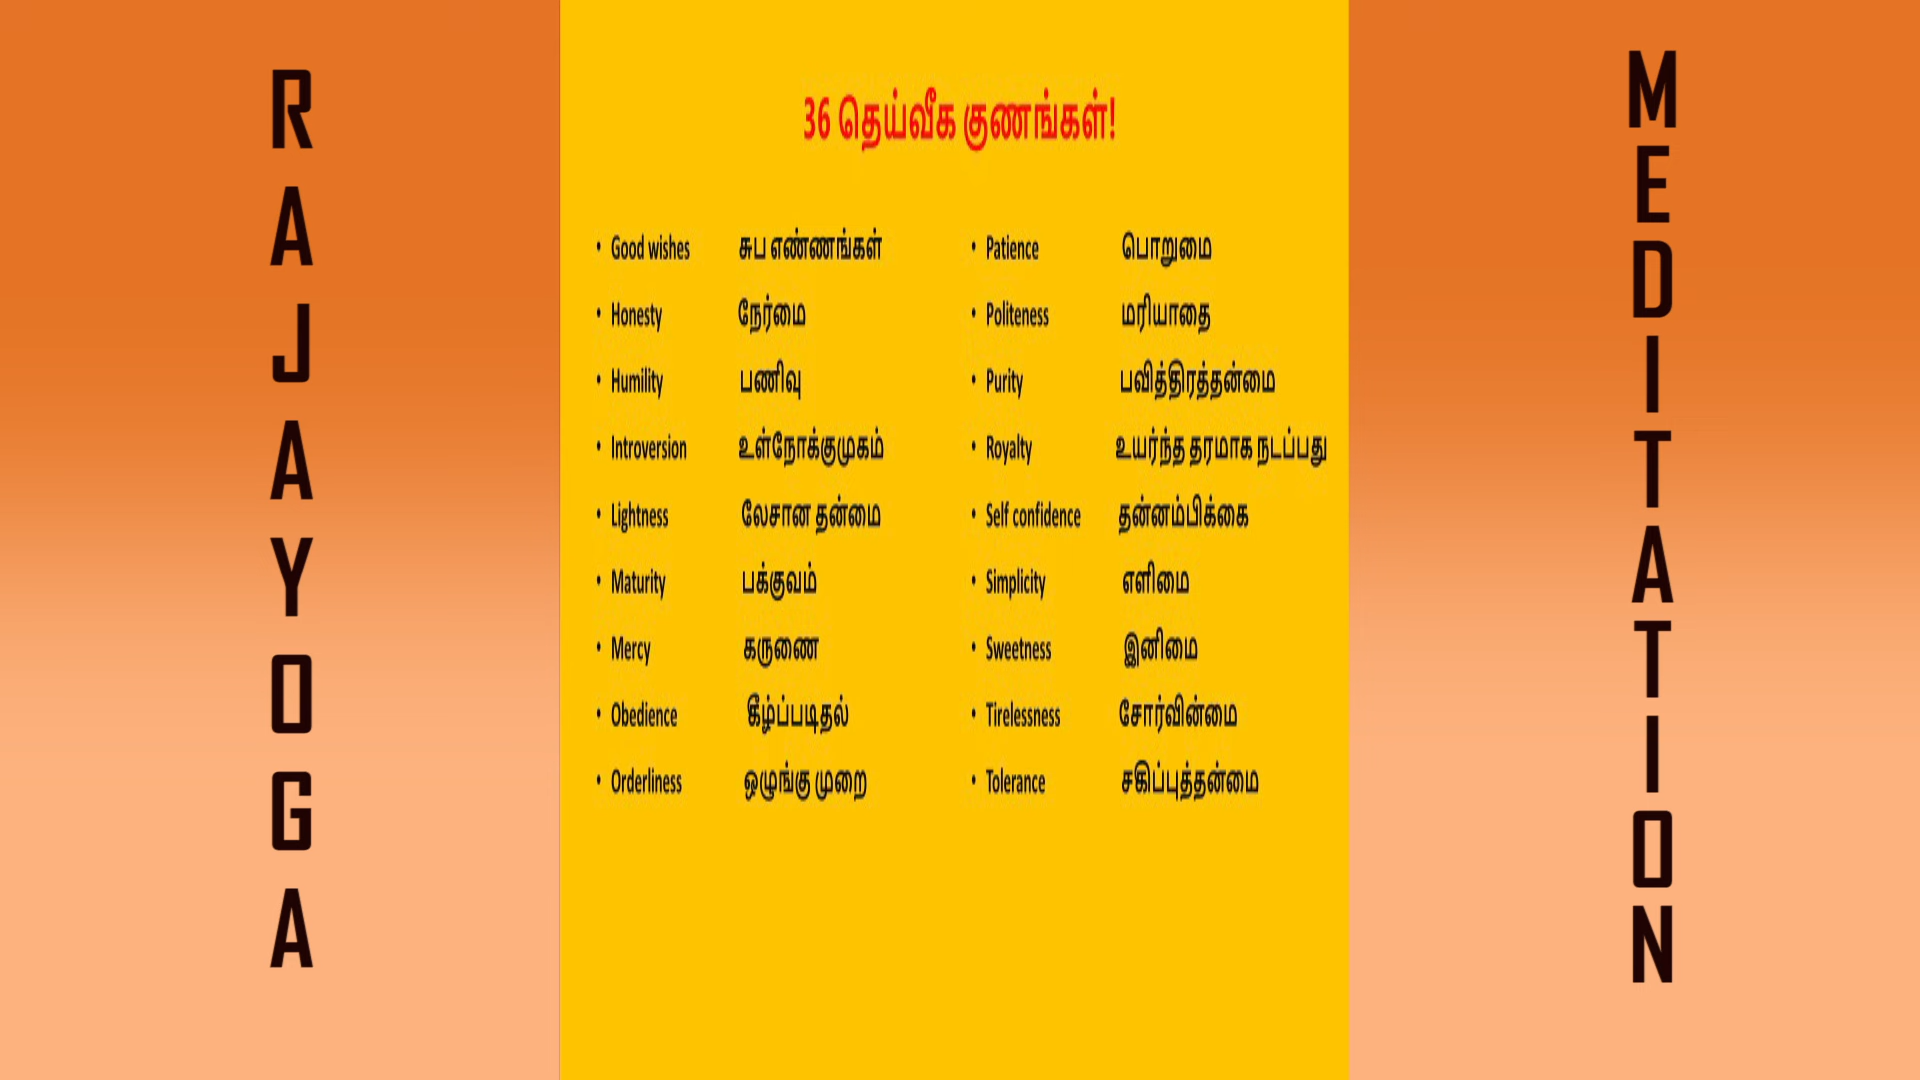 RAJAYOGA
36 தெய்வீக குணங்கள்!
• Good wishes சுப எண்ணங்கள்
• Honesty நேர்மை
• Humility பணிவு
• Introversion உள்நோக்குமுகம்
• Lightness லேசான தன்மை
• Maturity பக்குவம்
• Mercy கருணை
• Obedience கீழ்ப்படிதல்
• Orderliness ஒழுங்கு முறை
• Patience பொறுமை
• Politeness மரியாதை
• Purity பவித்திரத்தன்மை
• Royalty உயர்ந்த தரமாக நடப்பது
• Self confidence தன்னம்பிக்கை
• Simplicity எளிமை
• Sweetness இனிமை
• Tirelessness சோர்வின்மை
• Tolerance சகிப்புத்தன்மை
MEDITATION